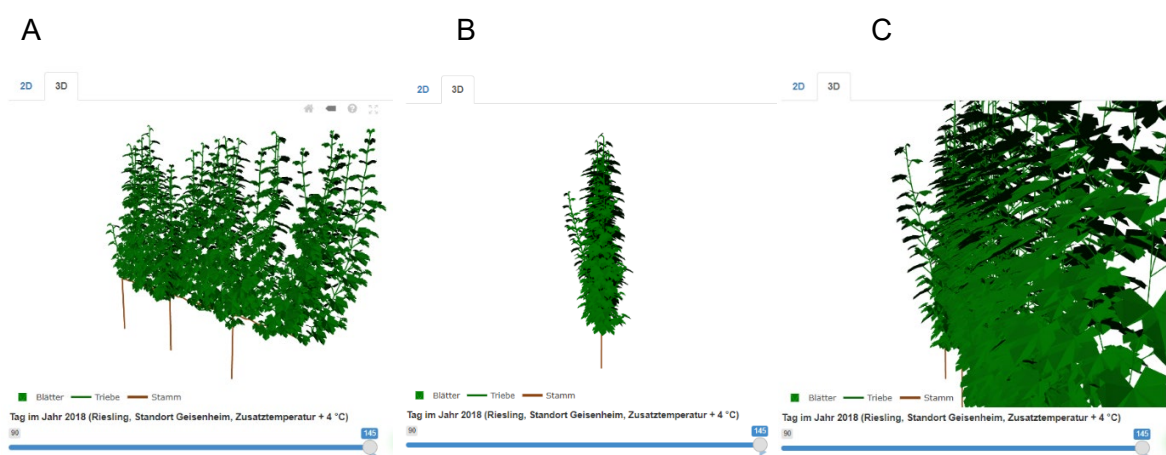 A
B
C
2D 3D
2D 3D
2D 3D
Blätter Triebe Stamm
Blätter Triebe Stamm
Blätter Triebe Stamm
Tag im Jahr 2018 (Riesling, Standort Geisenheim, Zusatztemperatur + 4 °C)
Tag im Jahr 2018 (Riesling, Standort Geisenheim, Zusatztemperatur + 4 °C)
Tag im Jahr 2018 (Riesling, Standort Geisenheim, Zusatztemperatur + 4 °C)
90 145
90 145
90 145